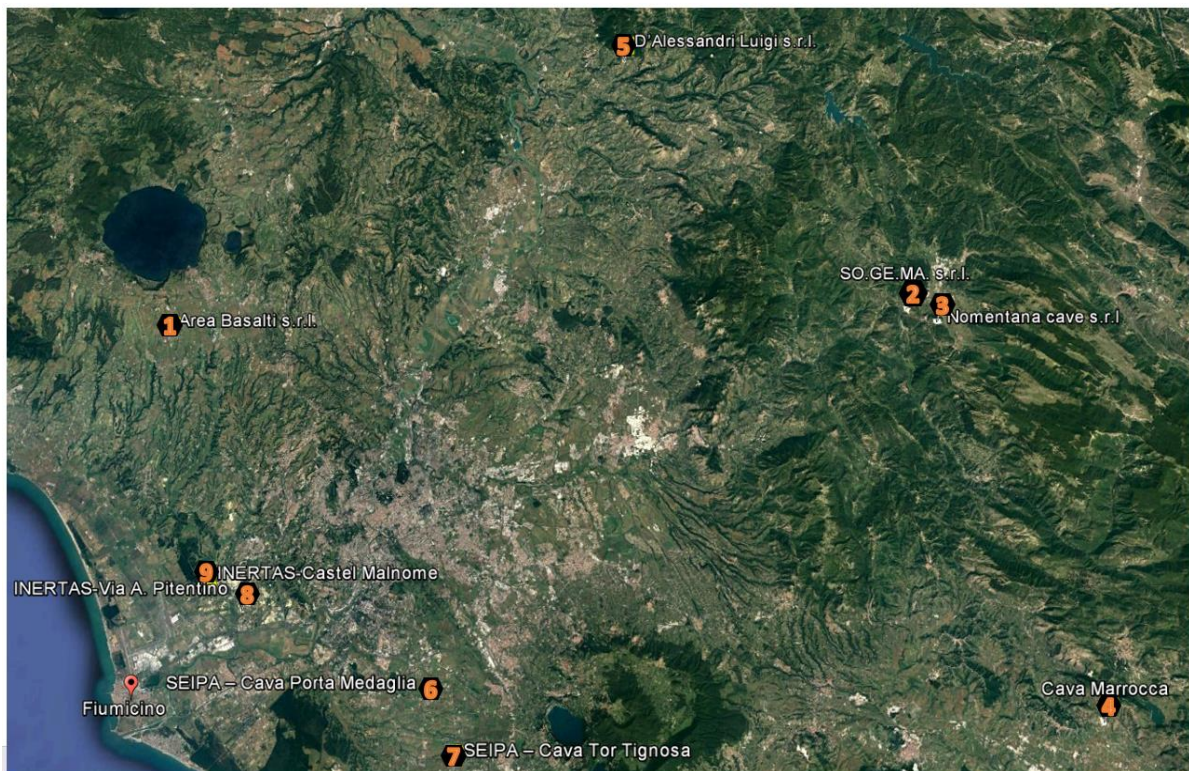 5 D'Alessandri Luigi s.r.l.
SO.GE.MA. s.r.l.
2
3
Nomentana cave s.r.l
1 Area Basalti s.r.l.
9 INERTAS-Castel Malnome
INERTAS-Via A. Pitentino 8
SEIPA – Cava Porta Medaglia 6
Fiumicino
Cava Marrocca
4
7 SEIPA – Cava Tor Tignosa